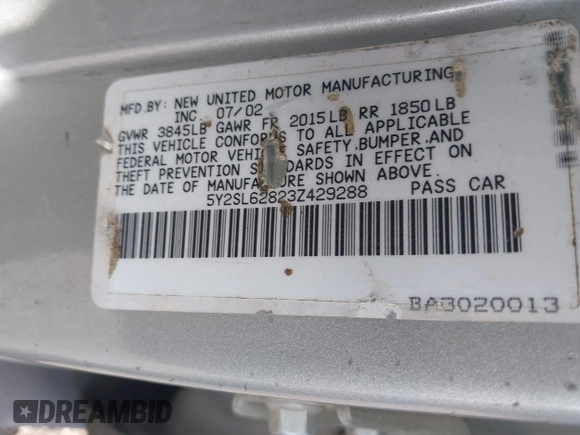 MFD.BY: NEW UNITED MOTOR MANUFACTURING
INC 07/02
GVWR 3845LB GAWR FR 2015LB RR 1850LB
THIS VEHICLE CONFORMS TO ALL APPLICABLE
FEDERAL MOTOR VEHICLE SAFETY,BUMPER,AND
THEFT PREVENTION STANDARDS IN EFFECT ON
THE DATE OF MANUFACTURE SHOWN ABOVE.
5Y2SL62823Z429288 PASS CAR
BA3020013
DREAMBID